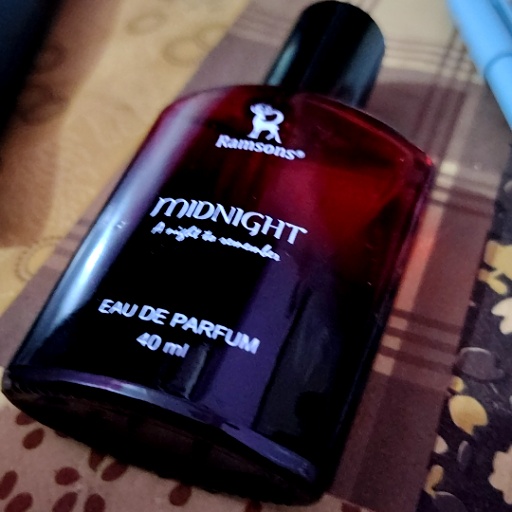 Ramsons®
MIDNIGHT
A night to remember
EAU DE PARFUM
40 ml